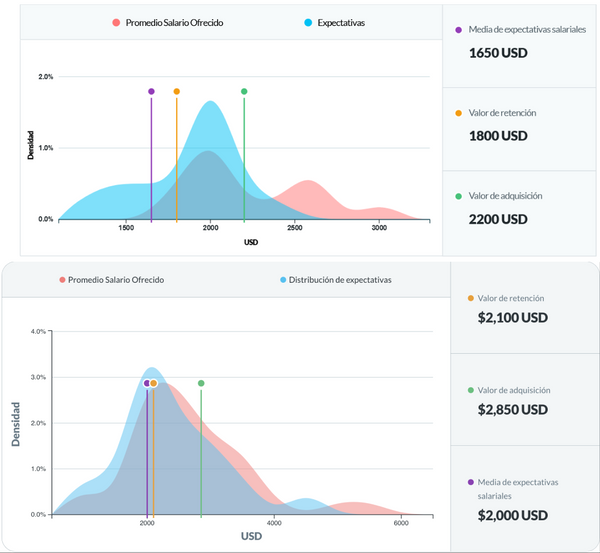 Promedio Salario Ofrecido
Expectativas
2.0%
1.0%
0.0%
Densidad
1500
2000
2500
3000
USD
Media de expectativas salariales
1650 USD
Valor de retención
1800 USD
Valor de adquisición
2200 USD
Promedio Salario Ofrecido
Distribución de expectativas
4.0%
3.0%
2.0%
1.0%
0.0%
Densidad
2000
4000
6000
USD
Valor de retención
$2,100 USD
Valor de adquisición
$2,850 USD
Media de expectativas
salariales
$2,000 USD